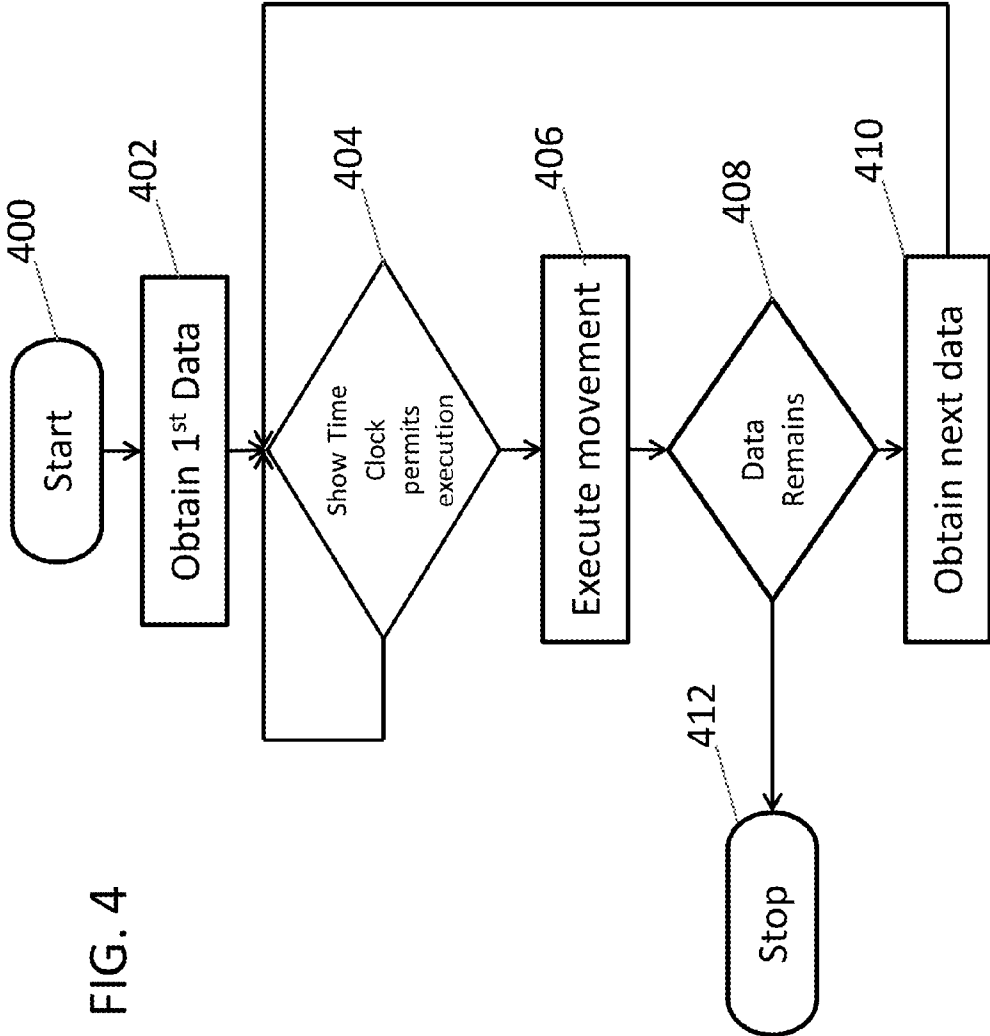 FIG. 4
400
Start
402
Obtain 1st Data
404
Show Time
Clock
permits
execution
406
Execute movement
408
Data
Remains
410
Obtain next data
412
Stop